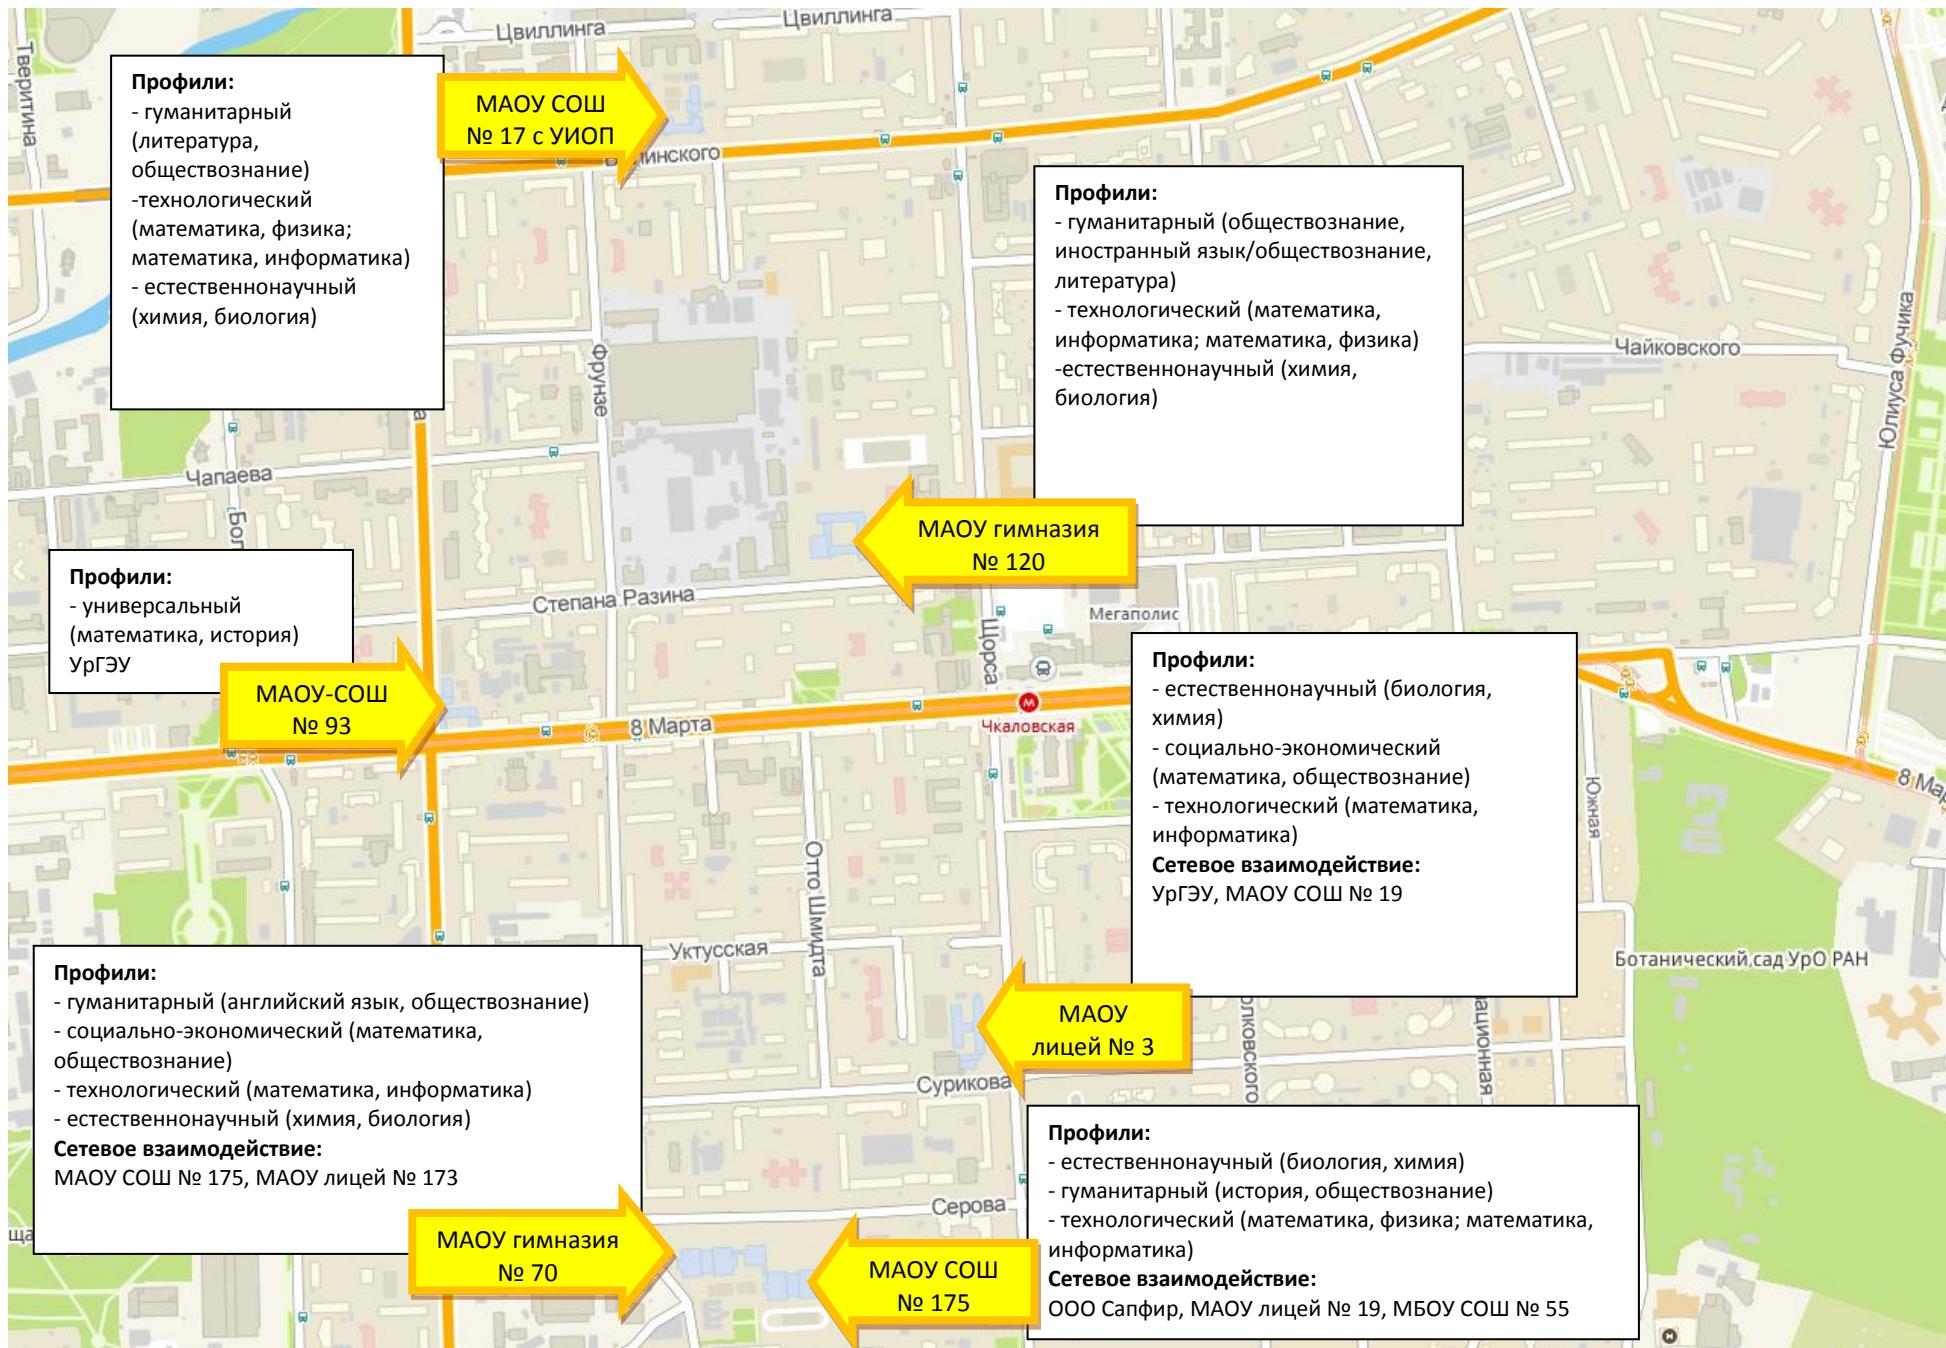 Цвиллинга
Цвиллинга
Тверитина
Профили:
- гуманитарный
(литература,
обществознание)
-технологический
(математика, физика;
математика, информатика)
- естественнонаучный
(химия, биология)
МАОУ СОШ
№ 17 с УИОП
Профили:
- гуманитарный (обществознание,
иностранный язык/обществознание,
литература)
- технологический (математика,
информатика; математика, физика)
-естественнонаучный (химия,
биология)
Чайковского
Юлиуса Фучика
Фрунзе
Чапаева
МАОУ гимназия
№ 120
Профили:
- универсальный
(математика, история)
УрГЭУ
Степана Разина
Мегаполис
Щорса
МАОУ-СОШ
№ 93
8 Марта
М
Чкаловская
Профили:
- естественнонаучный (биология,
химия)
- социально-экономический
(математика, обществознание)
- технологический (математика,
информатика)
Сетевое взаимодействие:
УрГЭУ, МАОУ СОШ № 19
Южная
Отто Шмидта
Уктусская
Ботанический сад УрО РАН
Профили:
- гуманитарный (английский язык, обществознание)
- социально-экономический (математика,
обществознание)
- технологический (математика, информатика)
- естественнонаучный (химия, биология)
Сетевое взаимодействие:
МАОУ СОШ № 175, МАОУ лицей № 173
МАОУ
лицей № 3
Сурикова
Профили:
- естественнонаучный (биология, химия)
- гуманитарный (история, обществознание)
- технологический (математика, физика; математика,
информатика)
Сетевое взаимодействие:
ООО Сапфир, МАОУ лицей № 19, МБОУ СОШ № 55
Серова
МАОУ гимназия
№ 70
МАОУ СОШ
№ 175